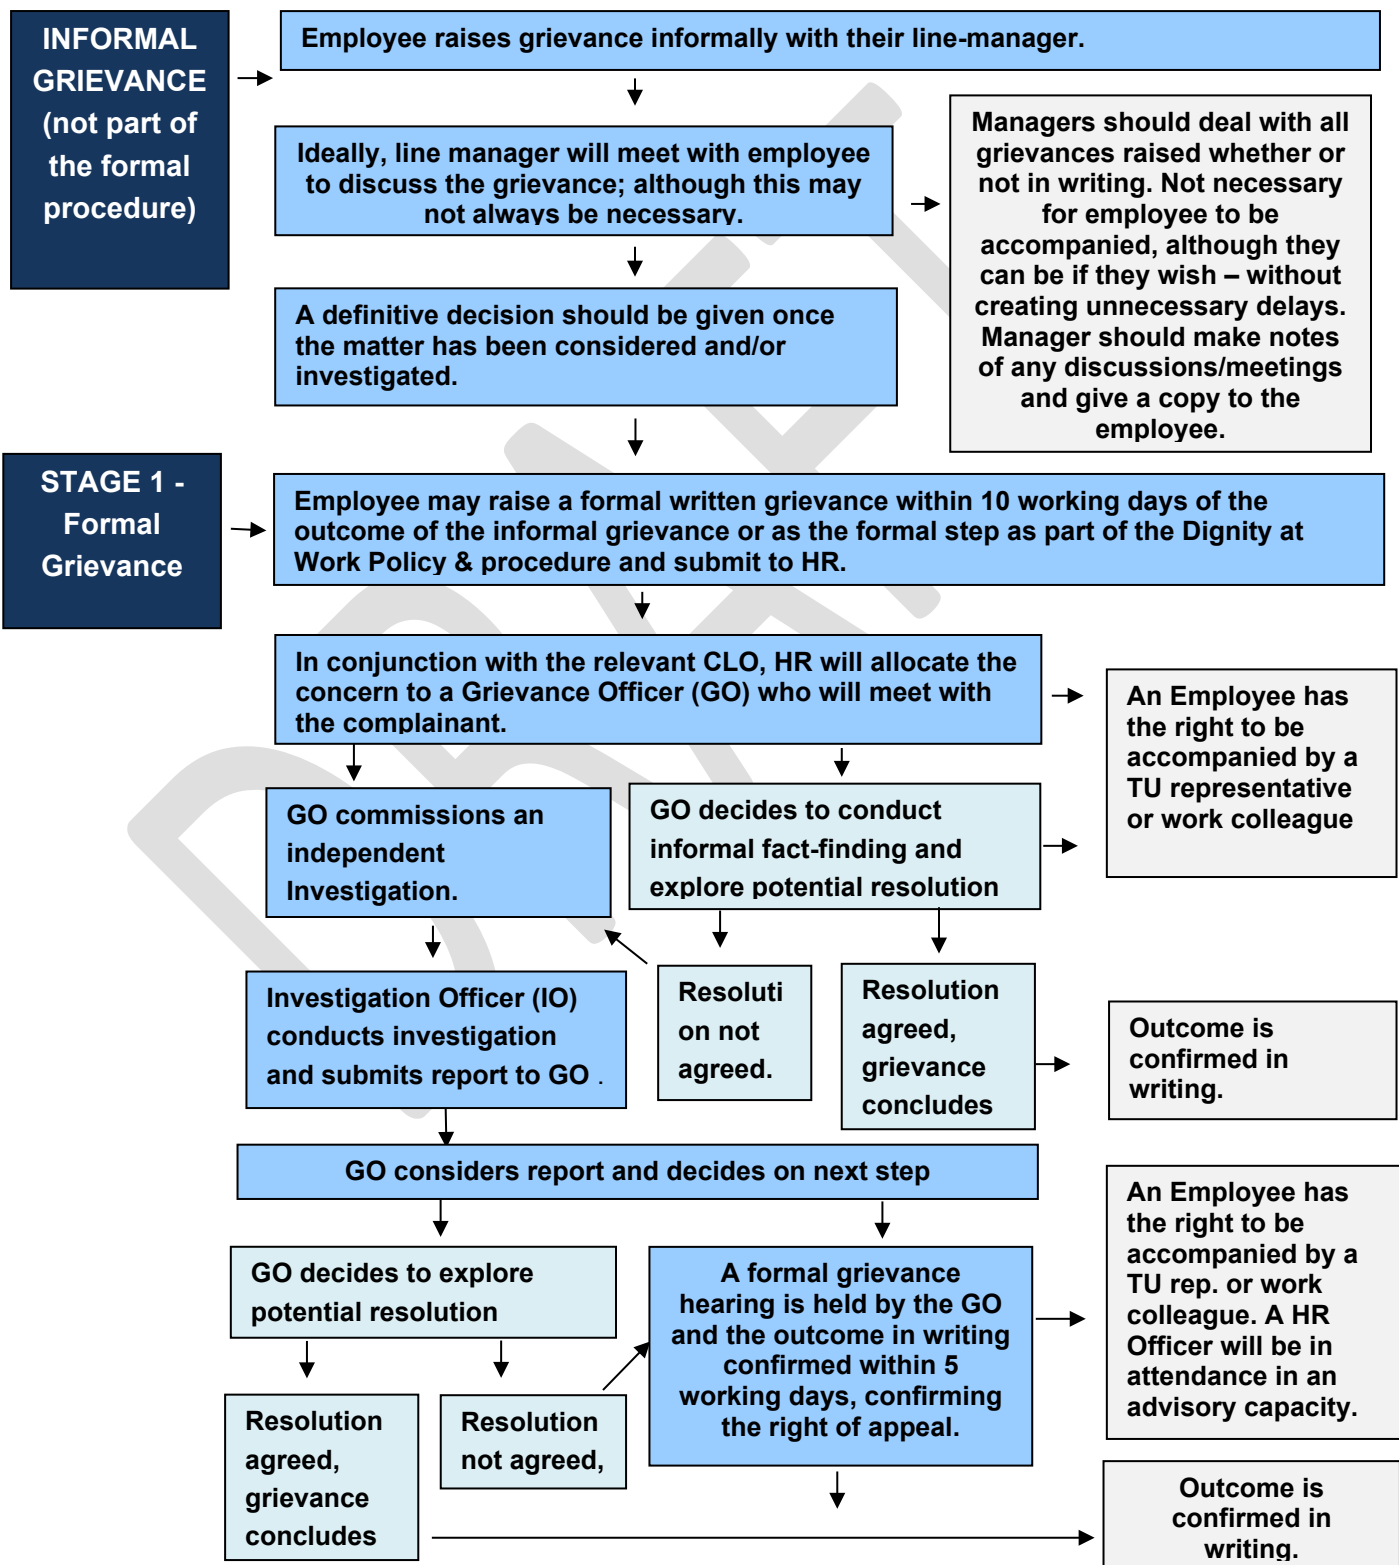 INFORMAL
GRIEVANCE
(not part of
the formal
procedure)
Employee raises grievance informally with their line-manager.
Ideally, line manager will meet with employee
to discuss the grievance; although this may
not always be necessary.
Managers should deal with all
grievances raised whether or
not in writing. Not necessary
for employee to be
accompanied, although they
can be if they wish – without
creating unnecessary delays.
Manager should make notes
of any discussions/meetings
and give a copy to the
employee.
A definitive decision should be given once
the matter has been considered and/or
investigated.
STAGE 1 -
Formal
Grievance
Employee may raise a formal written grievance within 10 working days of the
outcome of the informal grievance or as the formal step as part of the Dignity at
Work Policy & procedure and submit to HR.
In conjunction with the relevant CLO, HR will allocate the
concern to a Grievance Officer (GO) who will meet with
the complainant.
An Employee has
the right to be
accompanied by a
TU representative
or work colleague
GO commissions an
independent
Investigation.
GO decides to conduct
informal fact-finding and
explore potential resolution
Investigation Officer (IO)
conducts investigation
and submits report to GO .
Resoluti
on not
agreed.
Resolution
agreed,
grievance
concludes
Outcome is
confirmed in
writing.
GO considers report and decides on next step
GO decides to explore
potential resolution
A formal grievance
hearing is held by the GO
and the outcome in writing
confirmed within 5
working days, confirming
the right of appeal.
An Employee has
the right to be
accompanied by a
TU rep. or work
colleague. A HR
Officer will be in
attendance in an
advisory capacity.
Resolution
agreed,
grievance
concludes
Resolution
not agreed,
Outcome is
confirmed in
writing.
DRAFT